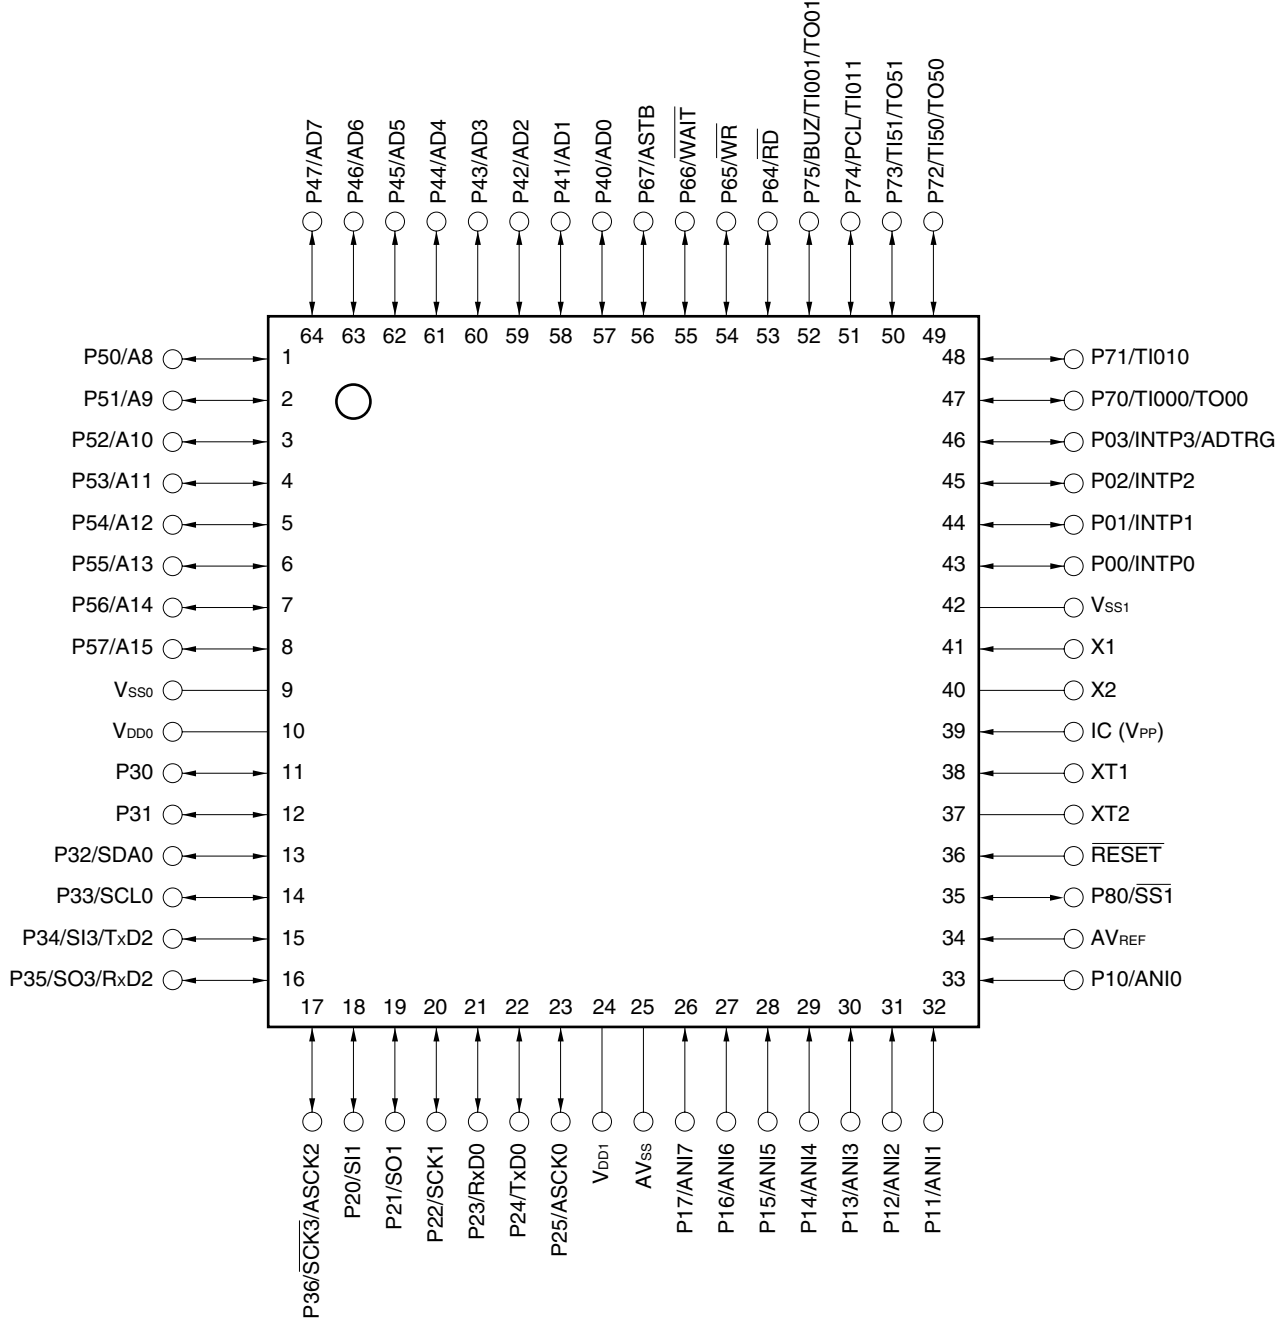 P47/AD7
P46/AD6
P45/AD5
P44/AD4
P43/AD3
P42/AD2
P41/AD1
P40/AD0
P67/ASTB
P66/WAIT
P65/WR
P64/RD
P75/BUZ/TI001/TO01
P74/PCL/TI011
P73/TI51/TO51
P72/TI50/TO50
64 63 62 61 60 59 58 57 56 55 54 53 52 51 50 49
P50/A8 1 48 P71/TI010
P51/A9 2 47 P70/TI000/TO00
P52/A10 3 46 P03/INTP3/ADTRG
P53/A11 4 45 P02/INTP2
P54/A12 5 44 P01/INTP1
P55/A13 6 43 P00/INTP0
P56/A14 7 42 VSS1
P57/A15 8 41 X1
VSS0 9 40 X2
VDD0 10 39 IC (VPP)
P30 11 38 XT1
P31 12 37 XT2
P32/SDA0 13 36 RESET
P33/SCL0 14 35 P80/SS1
P34/SI3/TxD2 15 34 AVREF
P35/SO3/RxD2 16 33 P10/ANI0
17 18 19 20 21 22 23 24 25 26 27 28 29 30 31 32
P36/SCK3/ASCK2
P20/SI1
P21/SO1
P22/SCK1
P23/RxD0
P24/TxD0
P25/ASCK0
VDD1
AVSS
P17/ANI7
P16/ANI6
P15/ANI5
P14/ANI4
P13/ANI3
P12/ANI2
P11/ANI1